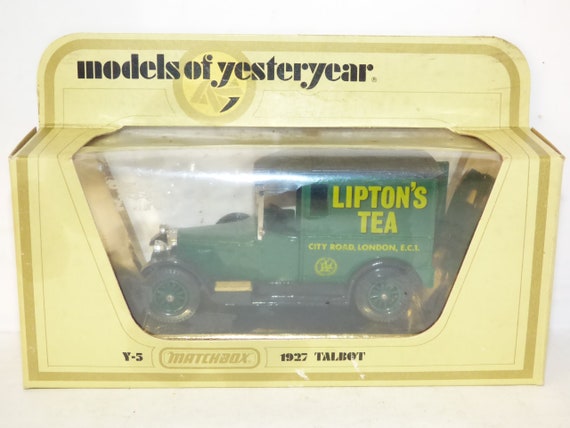 models of yesteryear®
LIPTON'S
TEA
CITY ROAD, LONDON, E.C.1.
Y-5 MATCHBOX 1927 TALBOT